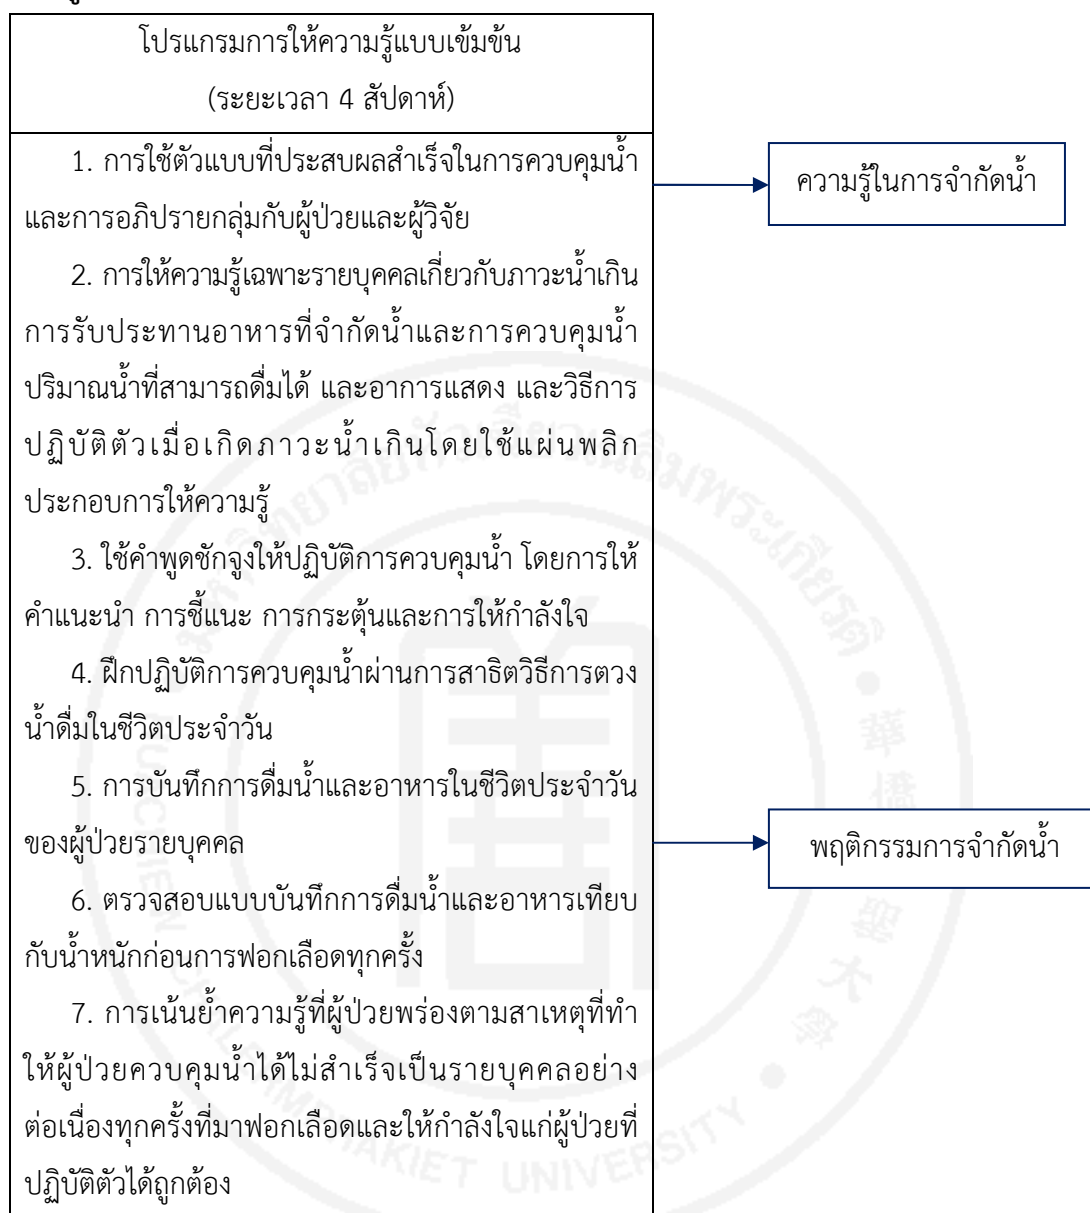 โปรแกรมการให้ความรู้แบบเข้มข้น
(ระยะเวลา 4 สัปดาห์)
1. การใช้ตัวแบบที่ประสบผลสำเร็จในการควบคุมน้ำ
และการอภิปรายกลุ่มกับผู้ป่วยและผู้วิจัย
2. การให้ความรู้เฉพาะรายบุคคลเกี่ยวกับภาวะน้ำเกิน
การรับประทานอาหารที่จำกัดน้ำและการควบคุมน้ำ
ปริมาณน้ำที่สามารถดื่มได้ และอาการแสดง และวิธีการ
ปฏิบัติตัวเมื่อเกิดภาวะน้ำเกินโดยใช้แผ่นพลิก
ประกอบการให้ความรู้
3. ใช้คำพูดชักจูงให้ปฏิบัติการควบคุมน้ำ โดยการให้
คำแนะนำ การชี้แนะ การกระตุ้นและการให้กำลังใจ
4. ฝึกปฏิบัติการควบคุมน้ำผ่านการสาธิตวิธีการตวง
น้ำดื่มในชีวิตประจำวัน
5. การบันทึกการดื่มน้ำและอาหารในชีวิตประจำวัน
ของผู้ป่วยรายบุคคล
6. ตรวจสอบแบบบันทึกการดื่มน้ำและอาหารเทียบ
กับน้ำหนักก่อนการฟอกเลือดทุกครั้ง
7. การเน้นย้ำความรู้ที่ผู้ป่วยพร่องตามสาเหตุที่ทำ
ให้ผู้ป่วยควบคุมน้ำได้ไม่สำเร็จเป็นรายบุคคลอย่าง
ต่อเนื่องทุกครั้งที่มาฟอกเลือดและให้กำลังใจแก่ผู้ป่วยที่
ปฏิบัติตัวได้ถูกต้อง
ความรู้ในการจำกัดน้ำ
พฤติกรรมการจำกัดน้ำ
มหาวิทยาลัยหัวเฉียวเฉลิมพระเกียรติ
華僑
聖大學